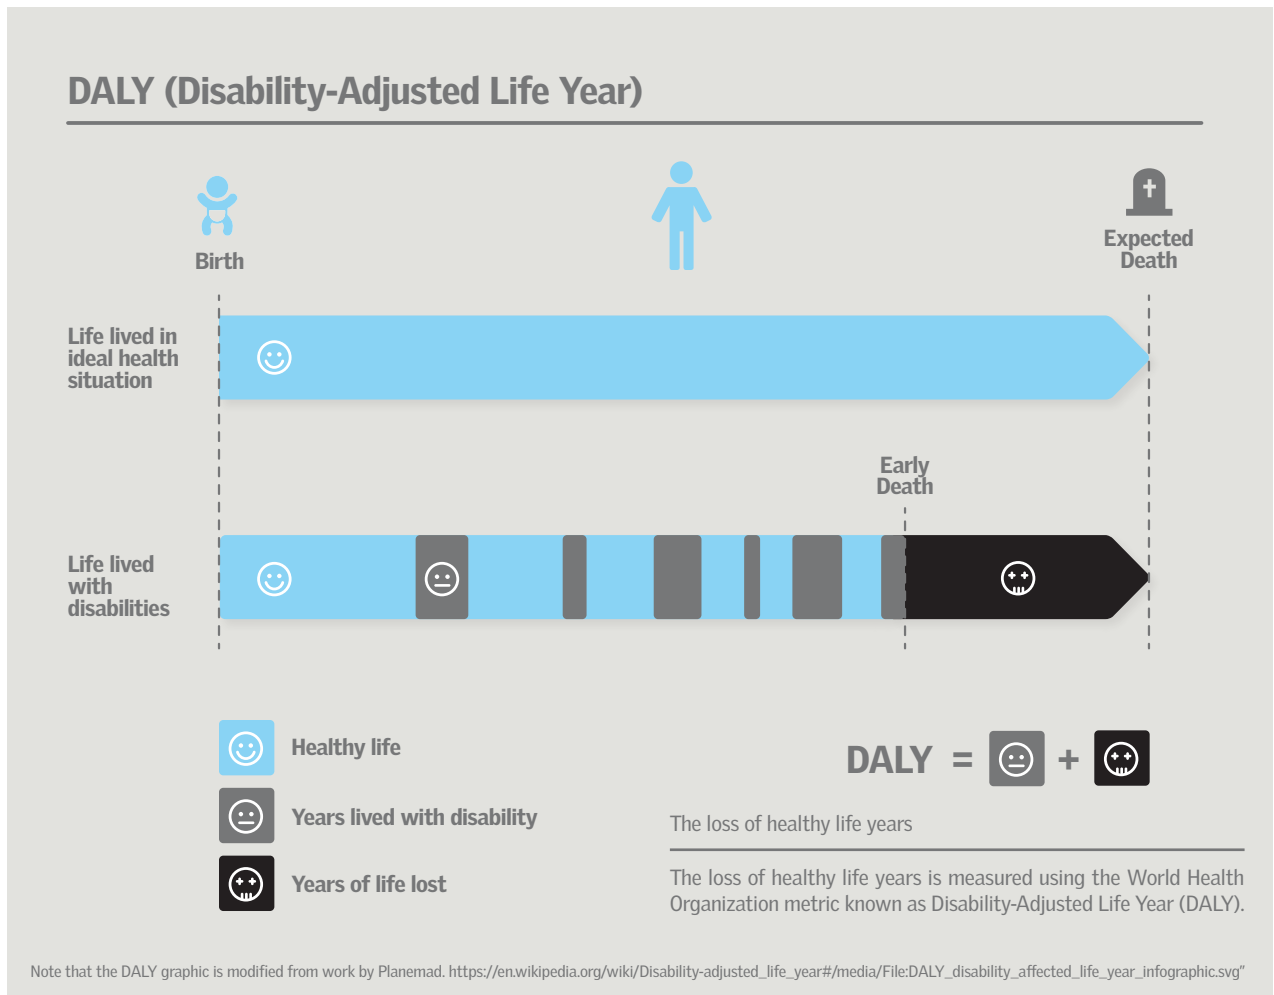 DALY (Disability-Adjusted Life Year)
Birth
Expected
Death
Life lived in
ideal health
situation
Early
Death
Life lived
with
disabilities
Healthy life
Years lived with disability
Years of life lost
DALY = +
The loss of healthy life years
The loss of healthy life years is measured using the World Health
Organization metric known as Disability-Adjusted Life Year (DALY).
Note that the DALY graphic is modified from work by Planemad. https://en.wikipedia.org/wiki/Disability-adjusted_life_year#/media/File:DALY_disability_affected_life_year_infographic.svg"